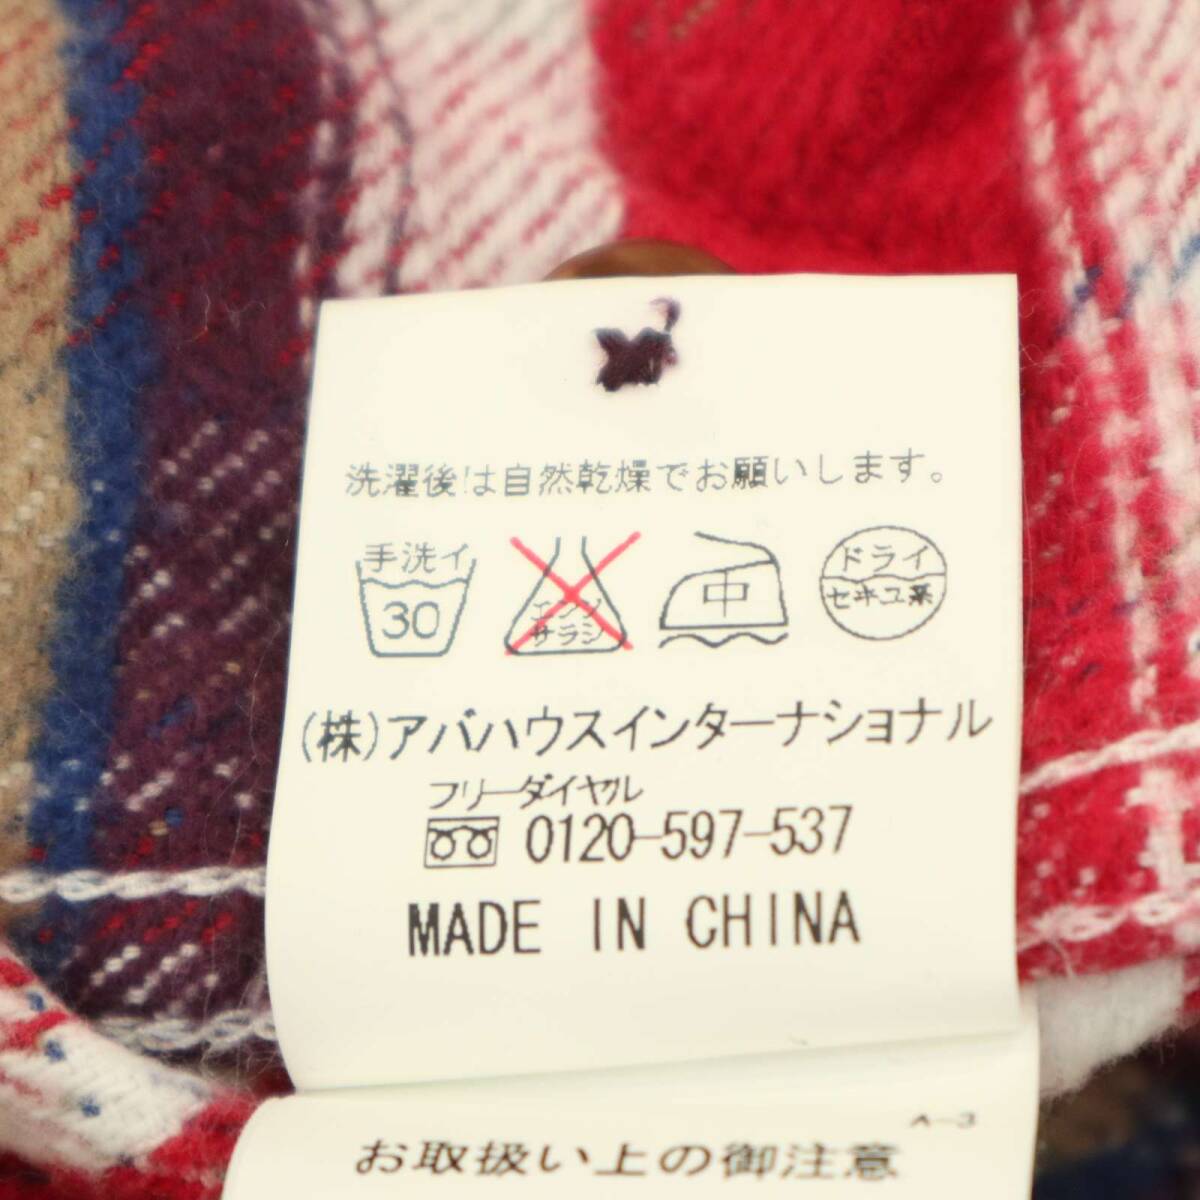 洗濯後は自然乾燥でお願いします。
手洗イ
30
エンソ
サラシ
中
ドライ
セキユ系
(株)アバハウスインターナショナル
フリーダイヤル
0120-597-537
MADE IN CHINA
A-3
お取扱い上の御注意